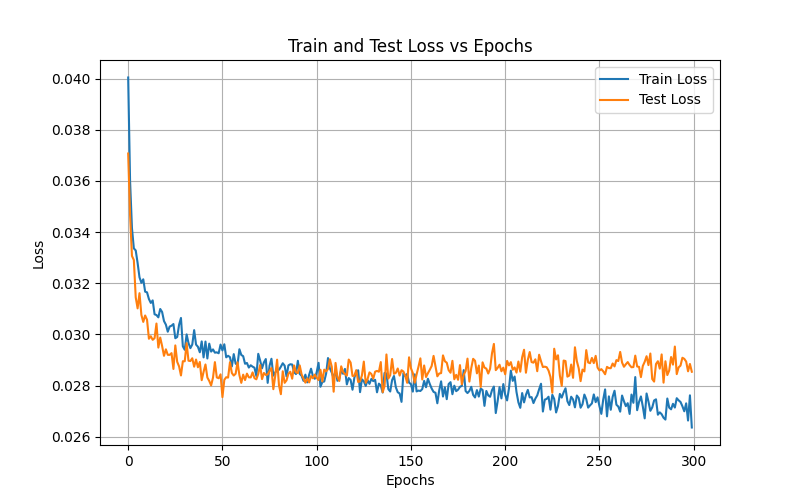 Train and Test Loss vs Epochs
Train Loss
Test Loss
0.040
0.038
0.036
0.034
0.032
0.030
0.028
0.026
Loss
0 50 100 150 200 250 300
Epochs